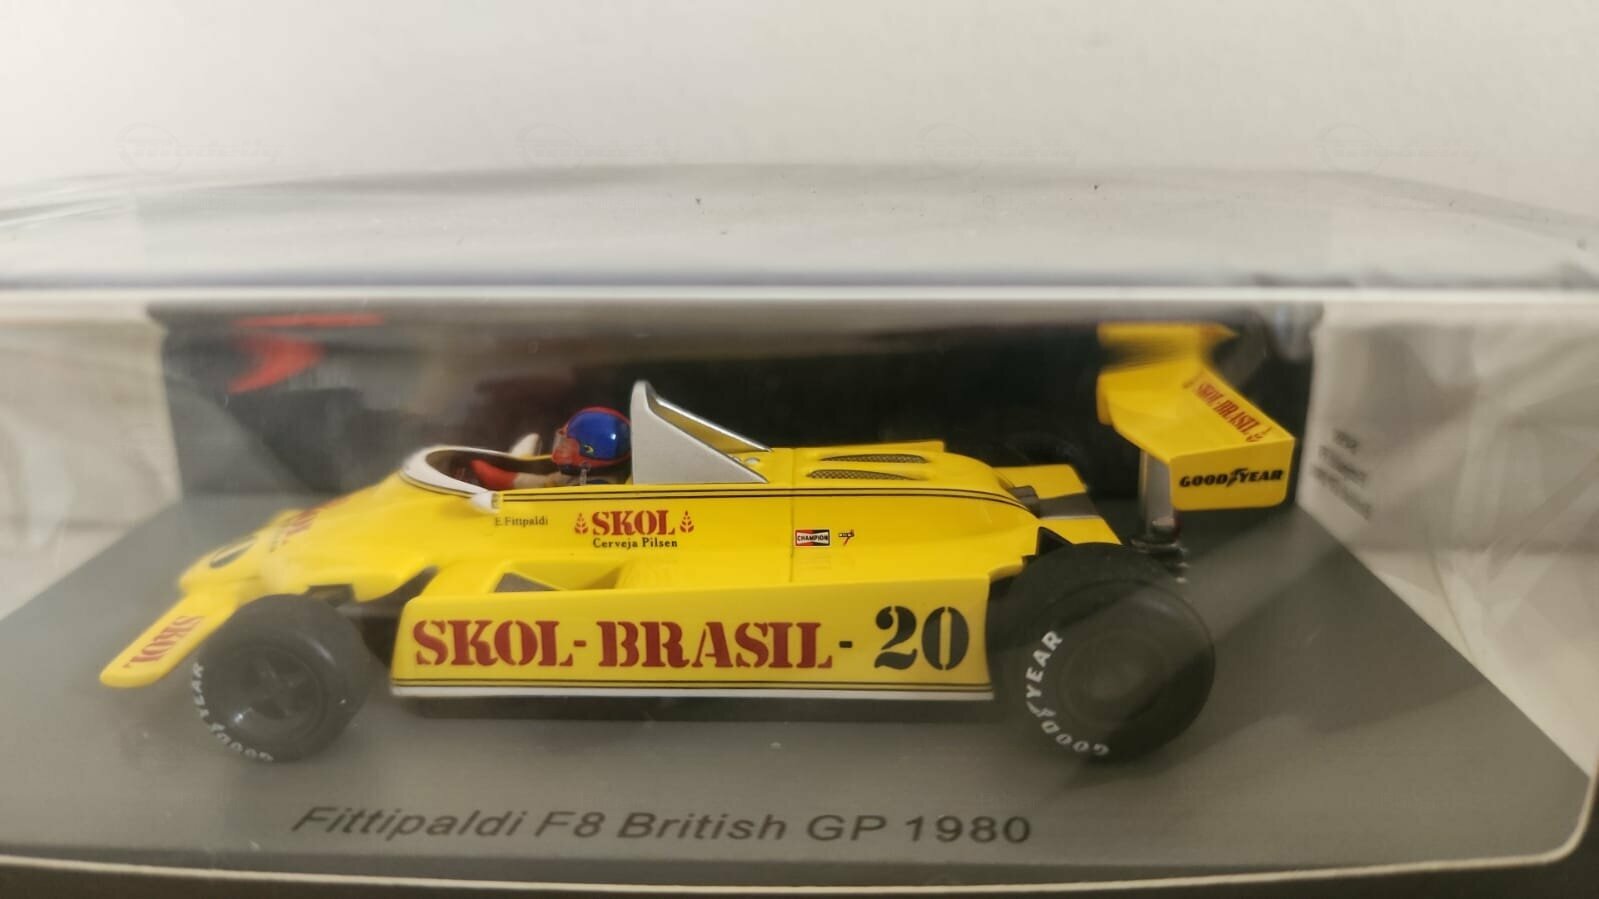 SKOL-BRASIL
GOODYEAR
E.Fittipaldi
SKOL
Cerveja Pilsen
CHAMPION
SKOL
SKOL-BRASIL-20
GOODYEAR
GOODYEAR
Fittipaldi F8 British GP 1980